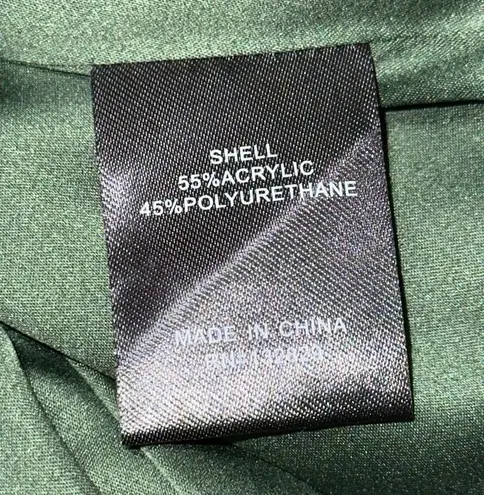 SHELL
55%ACRYLIC
45%POLYURETHANE
MADE IN CHINA